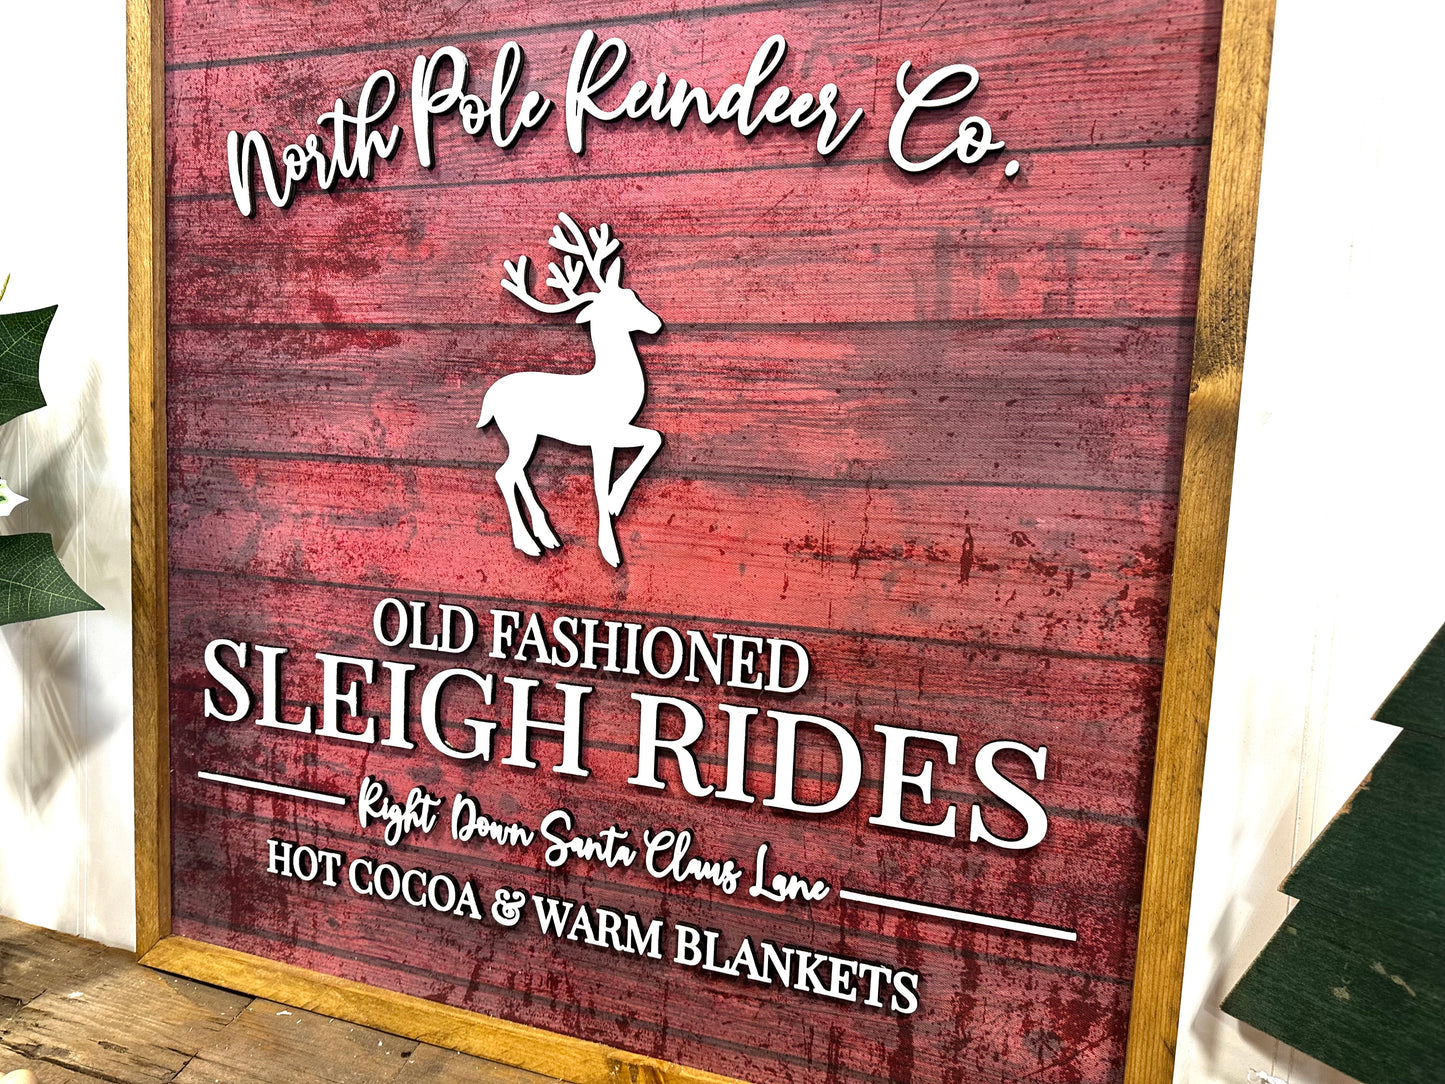 North Pole Reindeer Co.
OLD FASHIONED
SLEIGH RIDES
Right Down Santa Claus Lane
HOT COCOA & WARM BLANKETS